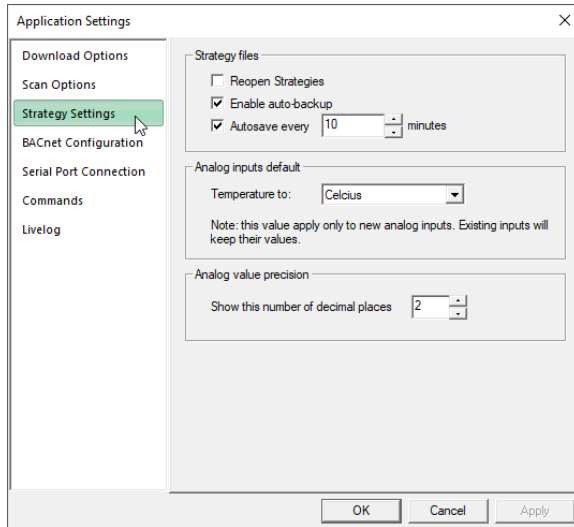 Application Settings
Download Options
Scan Options
Strategy Settings
BACnet Configuration
Serial Port Connection
Commands
Livelog
Strategy files
Reopen Strategies
Enable auto-backup
Autosave every 10 minutes
Analog inputs default
Temperature to: Celcius
Note: this value apply only to new analog inputs. Existing inputs will
keep their values.
Analog value precision
Show this number of decimal places 2
OK Cancel Apply